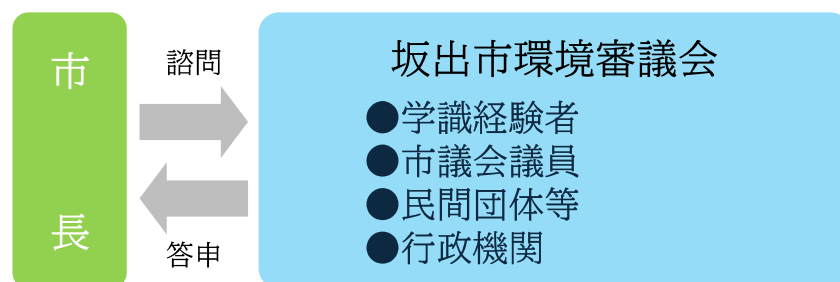 市長
諮問
答申
坂出市環境審議会
●学識経験者
●市議会議員
●民間団体等
●行政機関